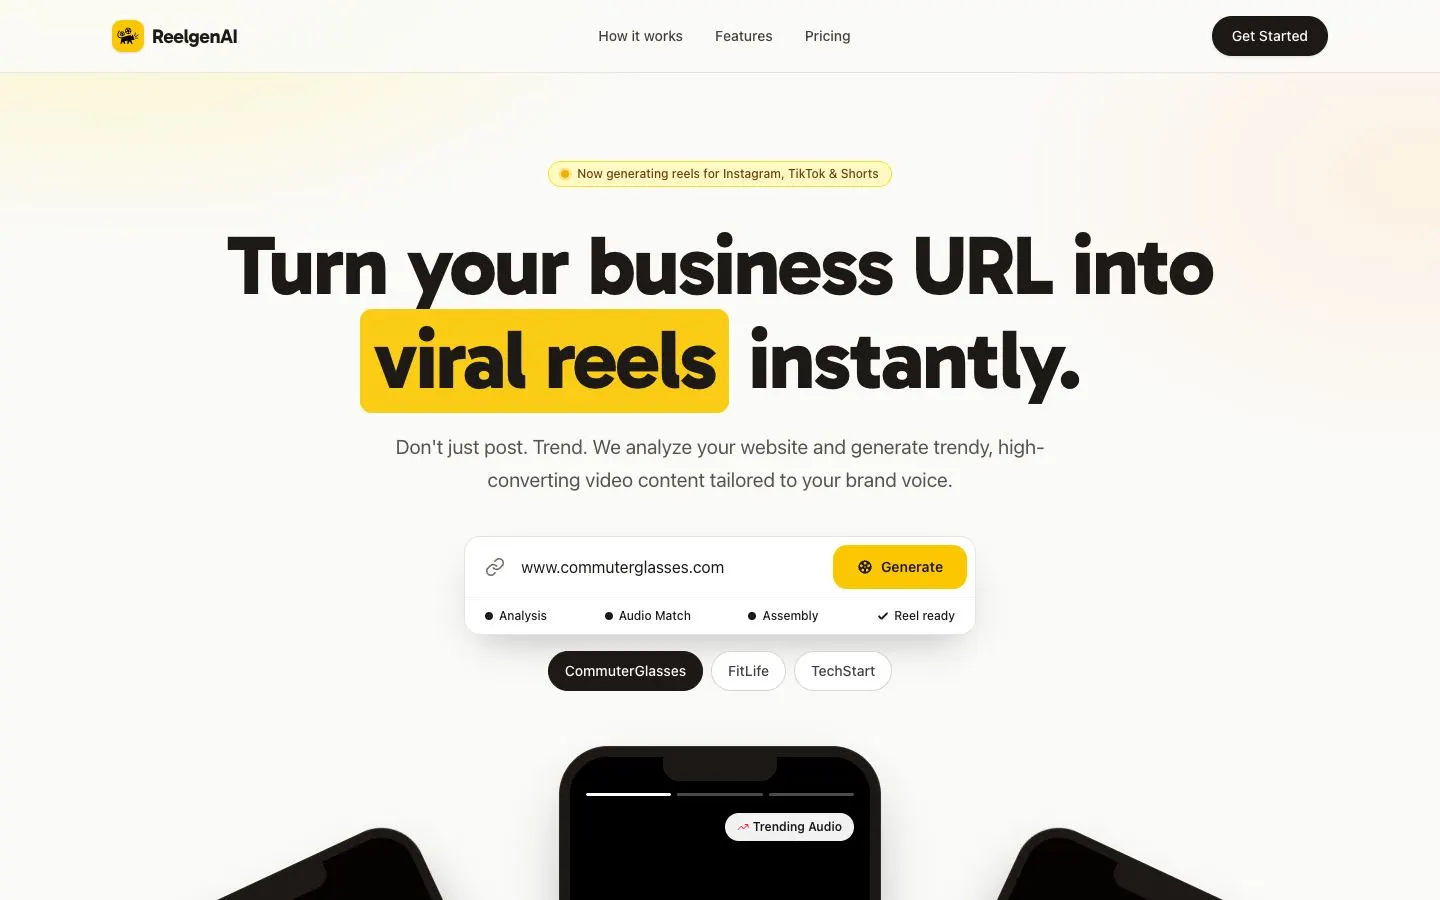 ReelgenAI
How it works
Features
Pricing
Get Started
Now generating reels for Instagram, TikTok & Shorts
Turn your business URL into
viral reels instantly.
Don't just post. Trend. We analyze your website and generate trendy, high-
converting video content tailored to your brand voice.
www.commuterglasses.com
Generate
Analysis
Audio Match
Assembly
Reel ready
CommuterGlasses
FitLife
TechStart
Trending Audio